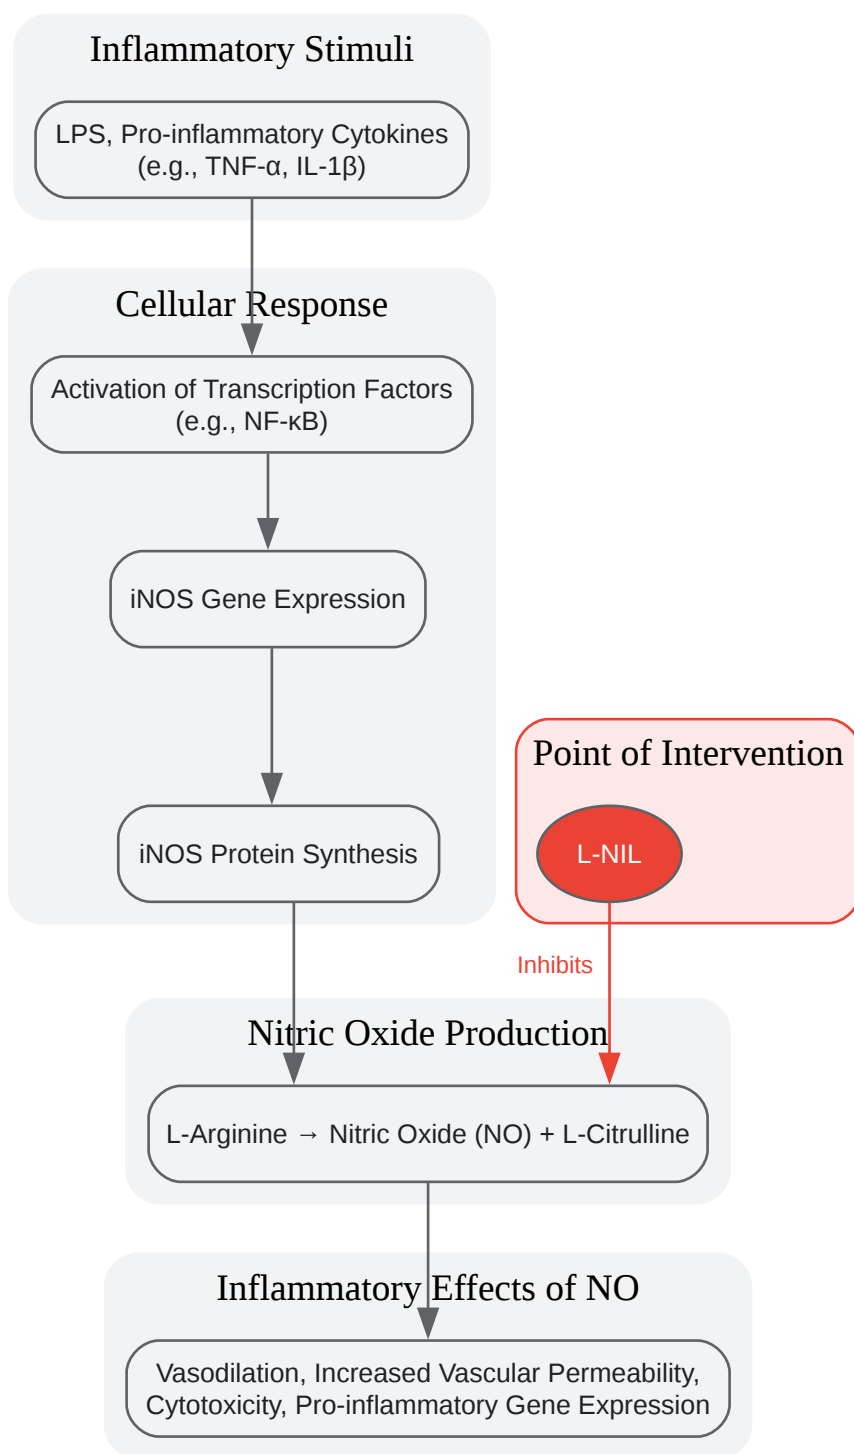 Inflammatory Stimuli
LPS, Pro-inflammatory Cytokines
(e.g., TNF-α, IL-1β)
Cellular Response
Activation of Transcription Factors
(e.g., NF-κB)
iNOS Gene Expression
iNOS Protein Synthesis
Point of Intervention
L-NIL
Inhibits
Nitric Oxide Production
L-Arginine → Nitric Oxide (NO) + L-Citrulline
Inflammatory Effects of NO
Vasodilation, Increased Vascular Permeability,
Cytotoxicity, Pro-inflammatory Gene Expression